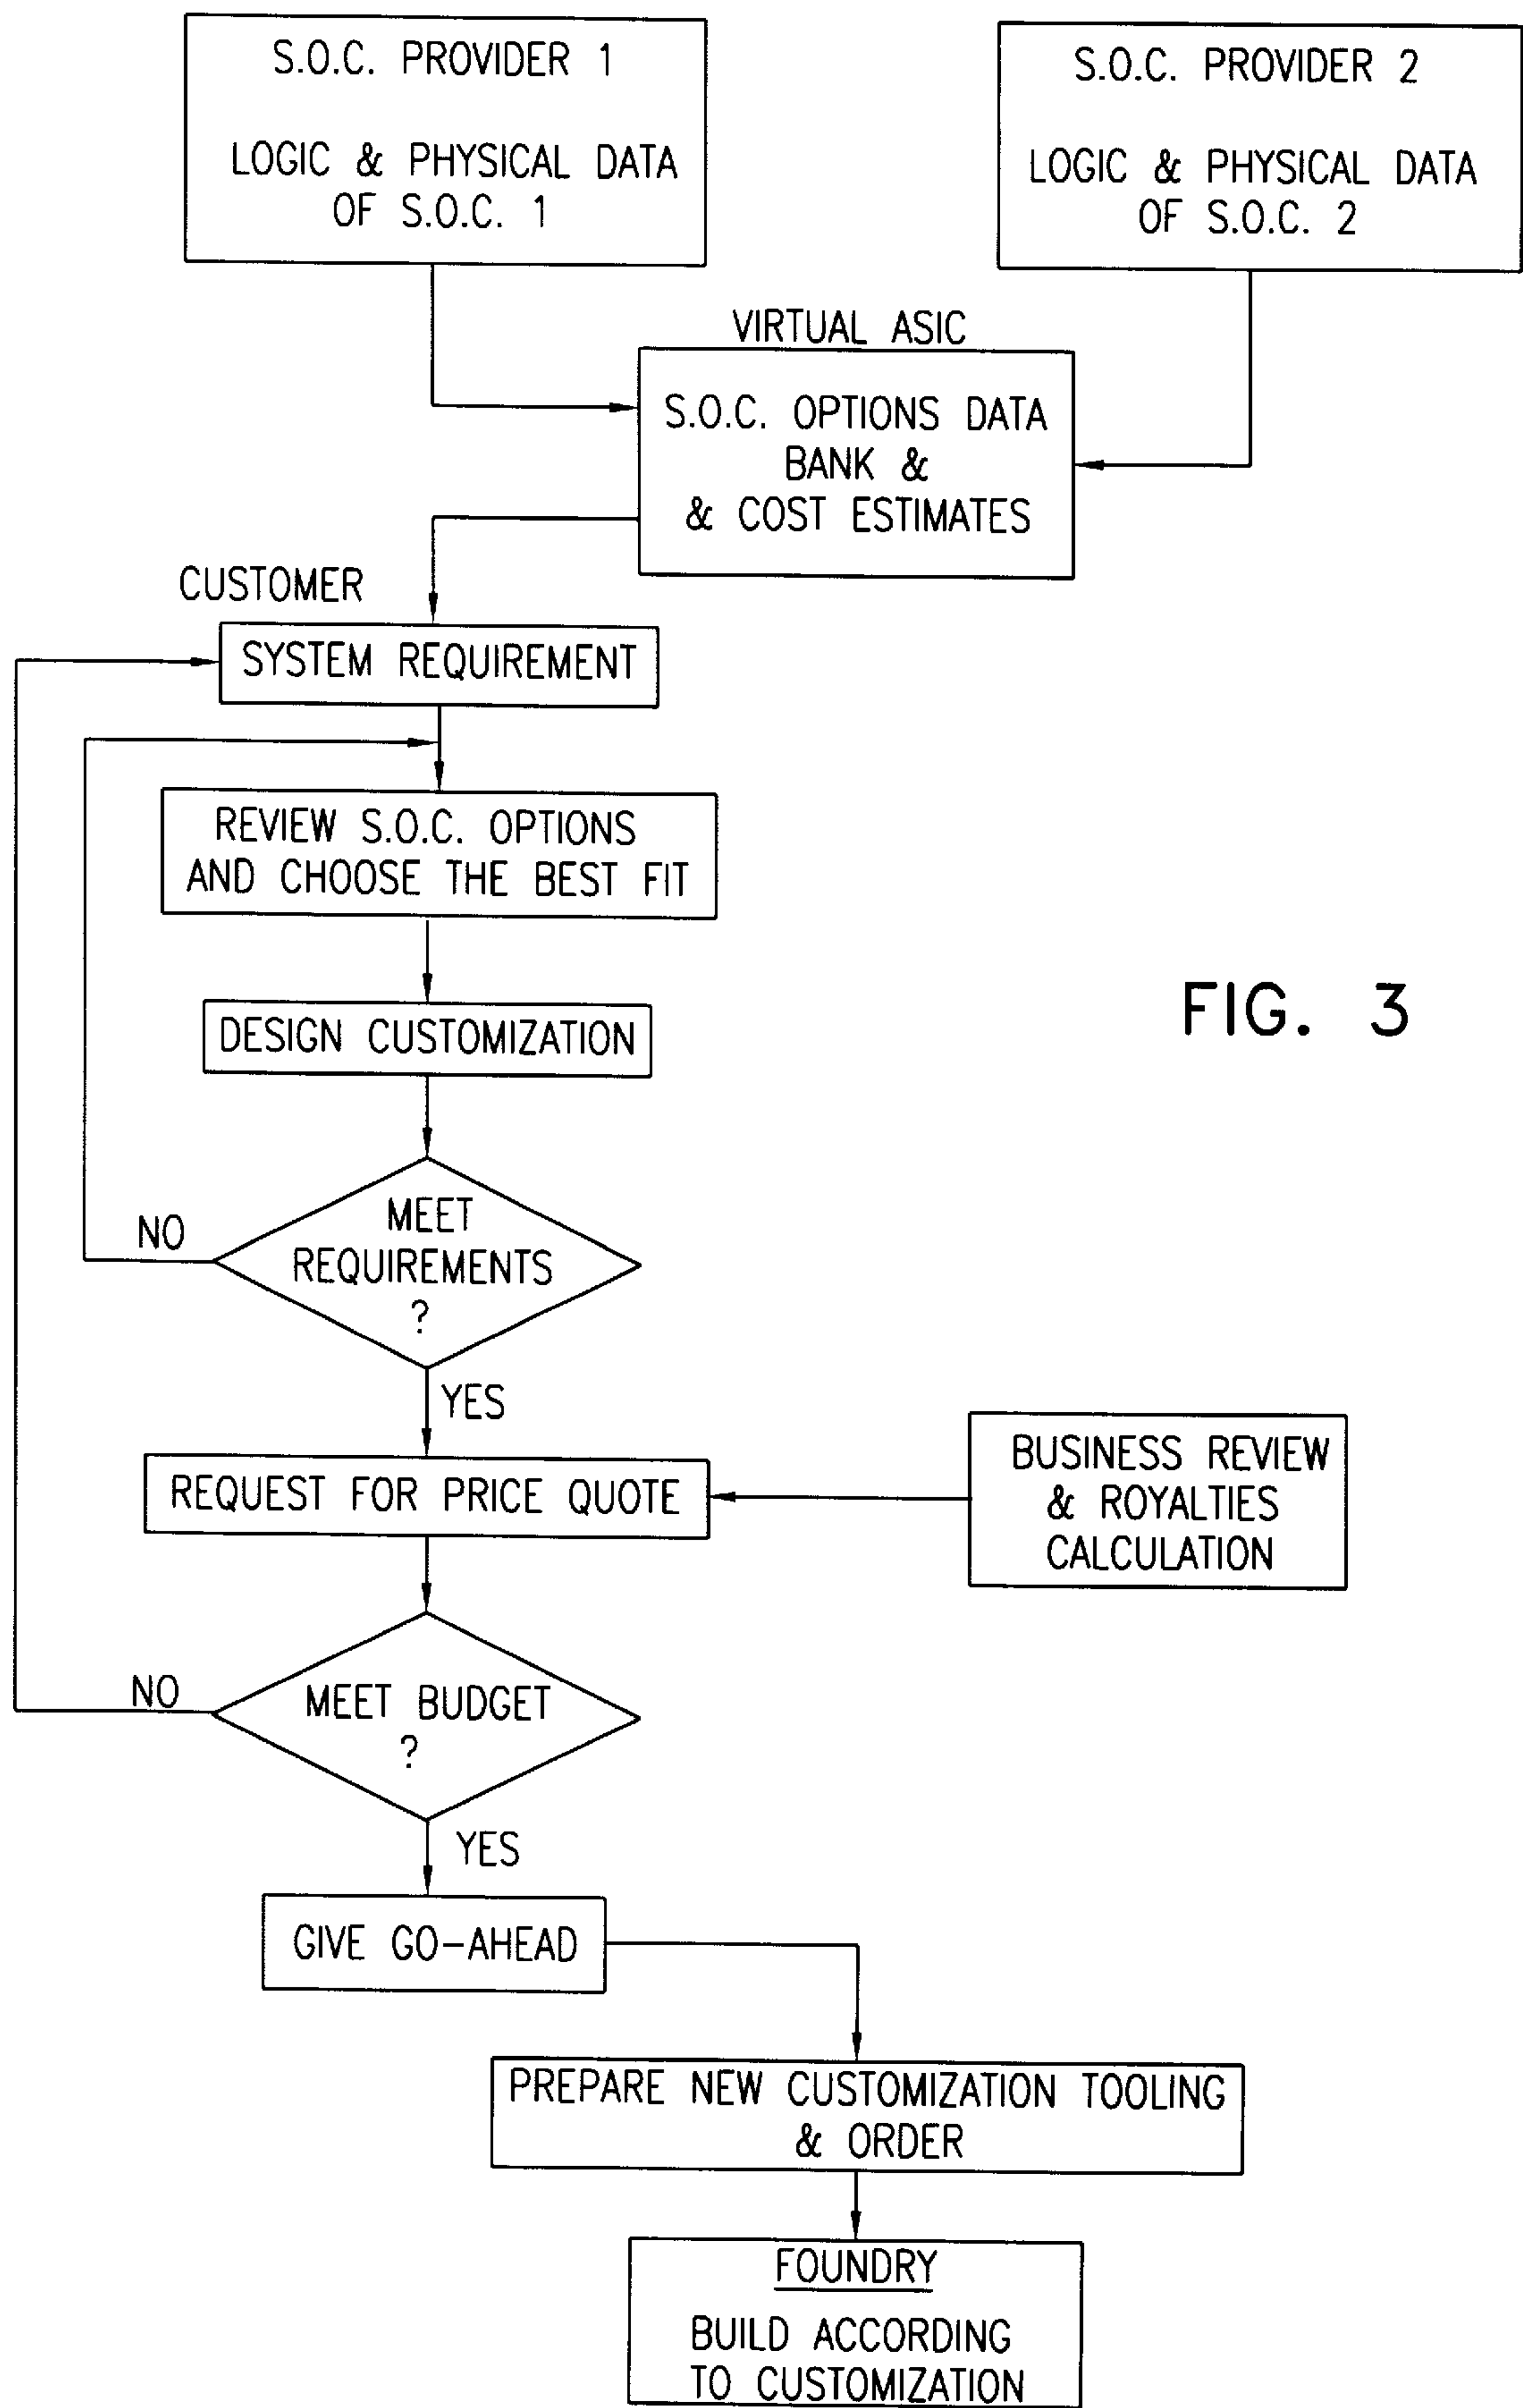 S.O.C. PROVIDER 1
LOGIC & PHYSICAL DATA
OF S.O.C. 1
S.O.C. PROVIDER 2
LOGIC & PHYSICAL DATA
OF S.O.C. 2
VIRTUAL ASIC
S.O.C. OPTIONS DATA
BANK &
& COST ESTIMATES
CUSTOMER
SYSTEM REQUIREMENT
REVIEW S.O.C. OPTIONS
AND CHOOSE THE BEST FIT
FIG. 3
DESIGN CUSTOMIZATION
MEET
REQUIREMENTS
?
NO
YES
REQUEST FOR PRICE QUOTE
BUSINESS REVIEW
& ROYALTIES
CALCULATION
MEET BUDGET
?
NO
YES
GIVE GO-AHEAD
PREPARE NEW CUSTOMIZATION TOOLING
& ORDER
FOUNDRY
BUILD ACCORDING
TO CUSTOMIZATION